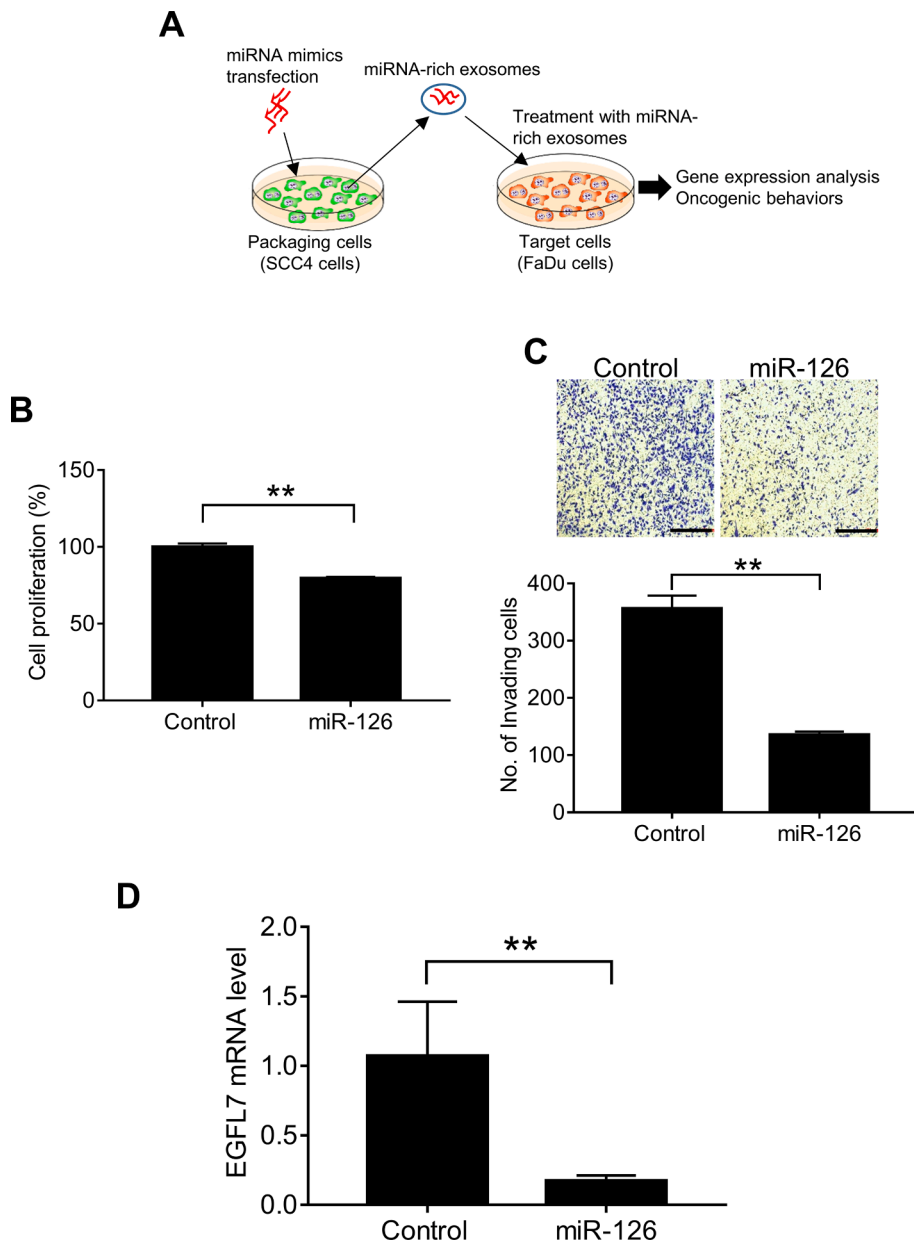 A
miRNA mimics
transfection
miRNA-rich exosomes
Treatment with miRNA-
rich exosomes
Gene expression analysis
Oncogenic behaviors
Packaging cells
(SCC4 cells)
Target cells
(FaDu cells)
B
Cell proliferation (%)
150
100
50
0
**
Control
miR-126
C
Control
miR-126
No. of Invading cells
400
300
200
100
0
**
Control
miR-126
D
EGFL7 mRNA level
2.0
1.5
1.0
0.5
0.0
**
Control
miR-126